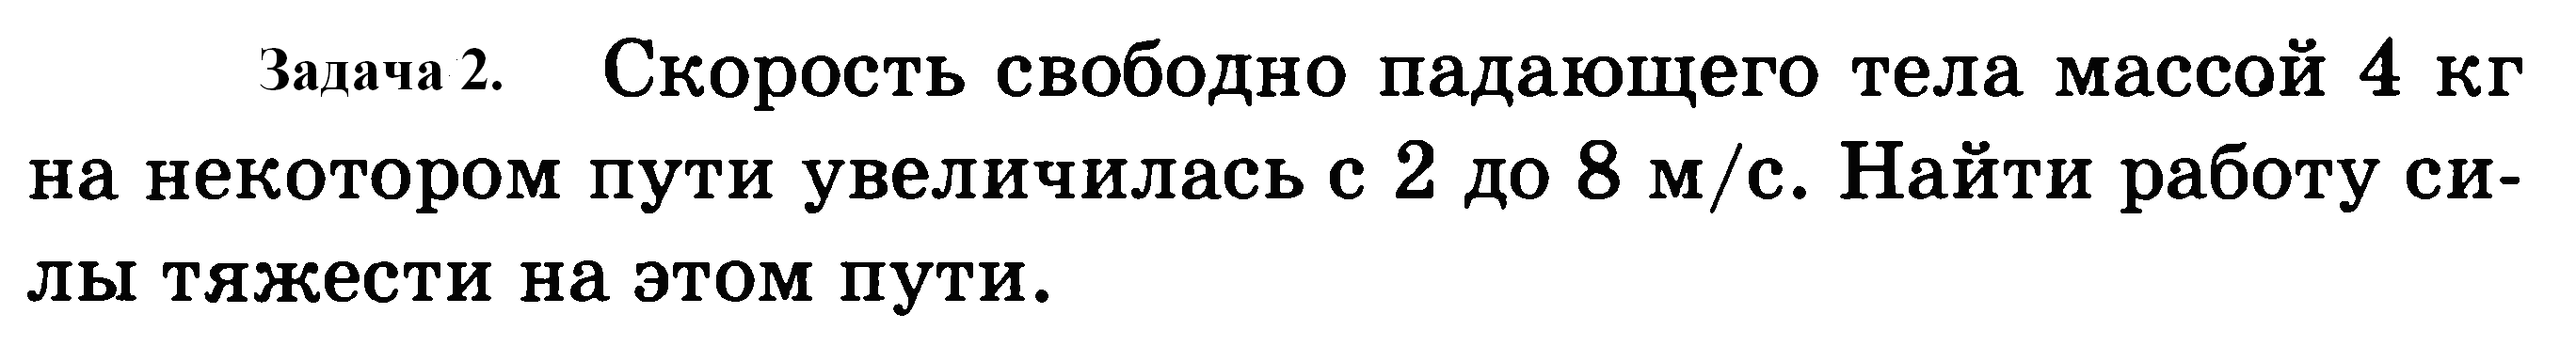 Задача 2. Скорость свободно падающего тела массой 4 кг
на некотором пути увеличилась с 2 до 8 м/с. Найти работу си-
лы тяжести на этом пути.